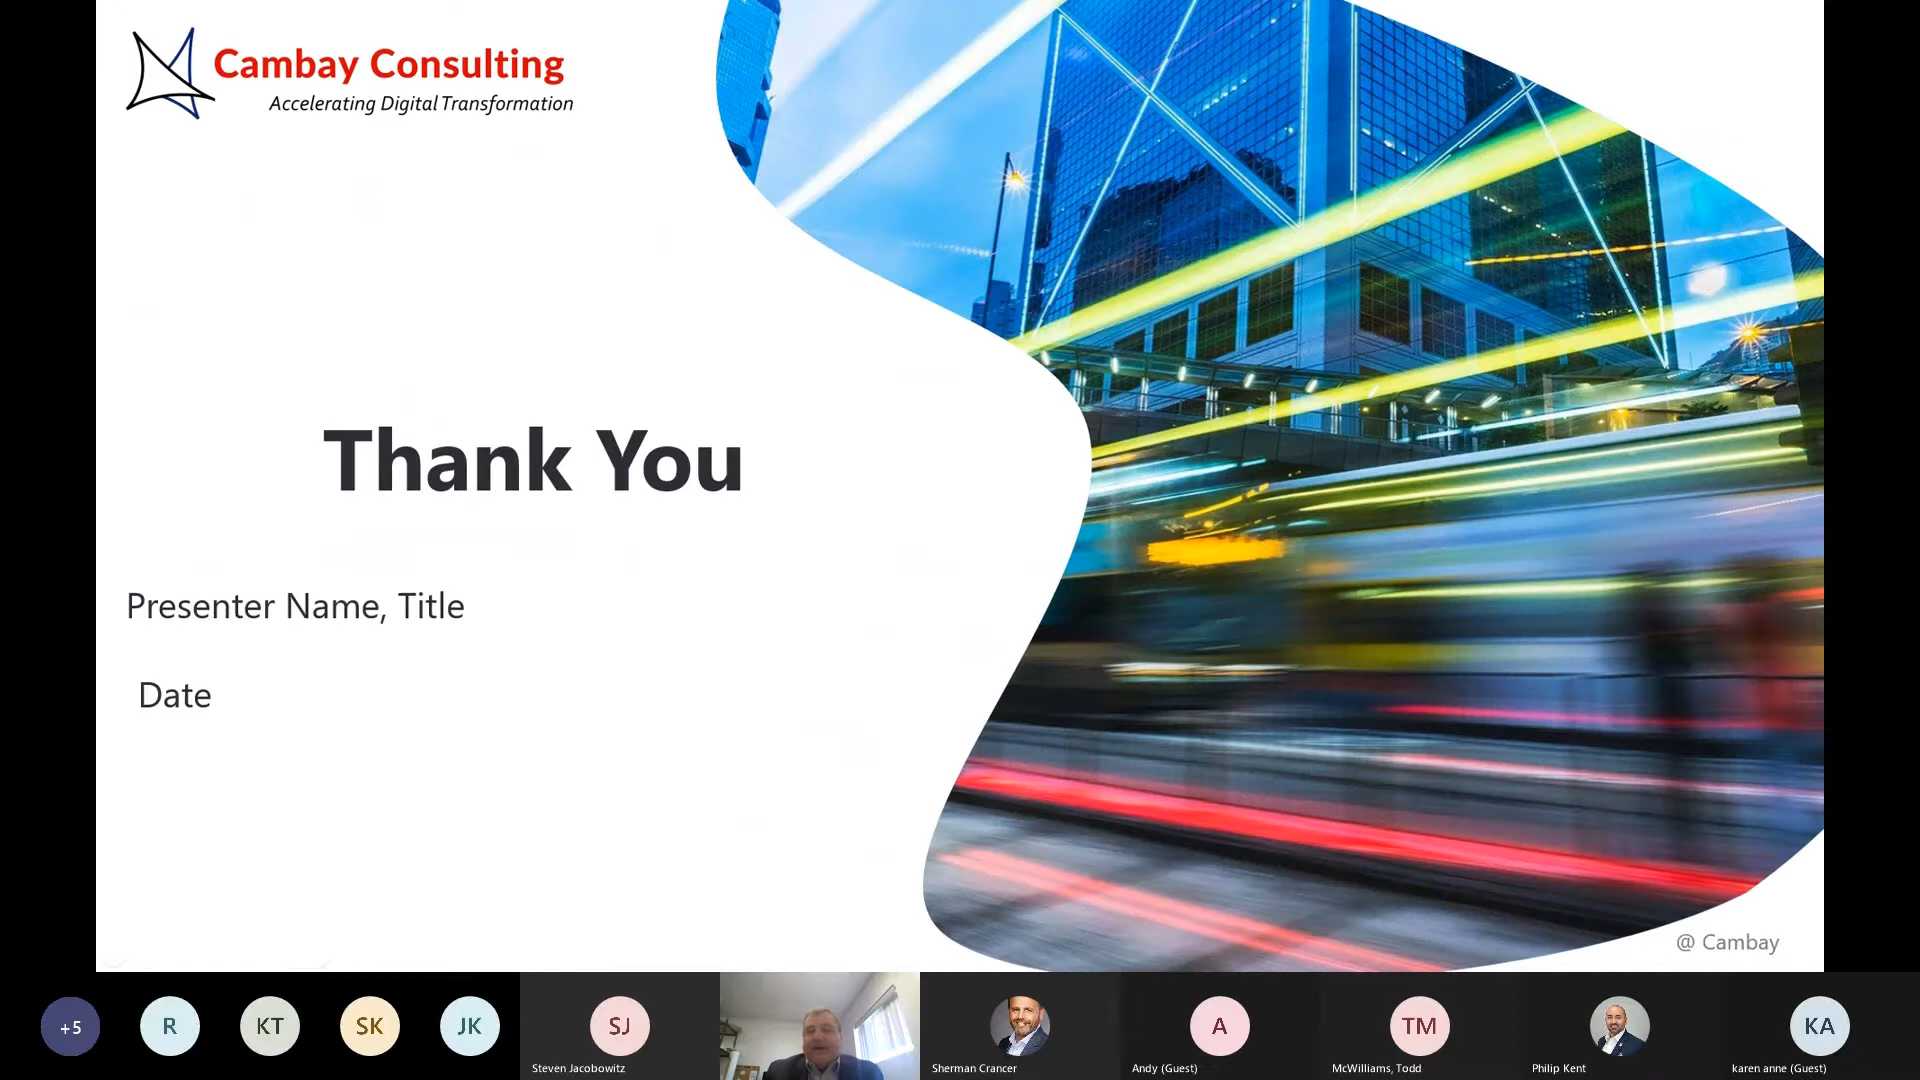 Cambay Consulting
Accelerating Digital Transformation
Thank You
Presenter Name, Title
Date
@ Cambay
+5
R
KT
SK
JK
SJ
A
TM
KA
Steven Jacobowitz
Sherman Crancer
Andy (Guest)
McWilliams, Todd
Philip Kent
karen anne (Guest)